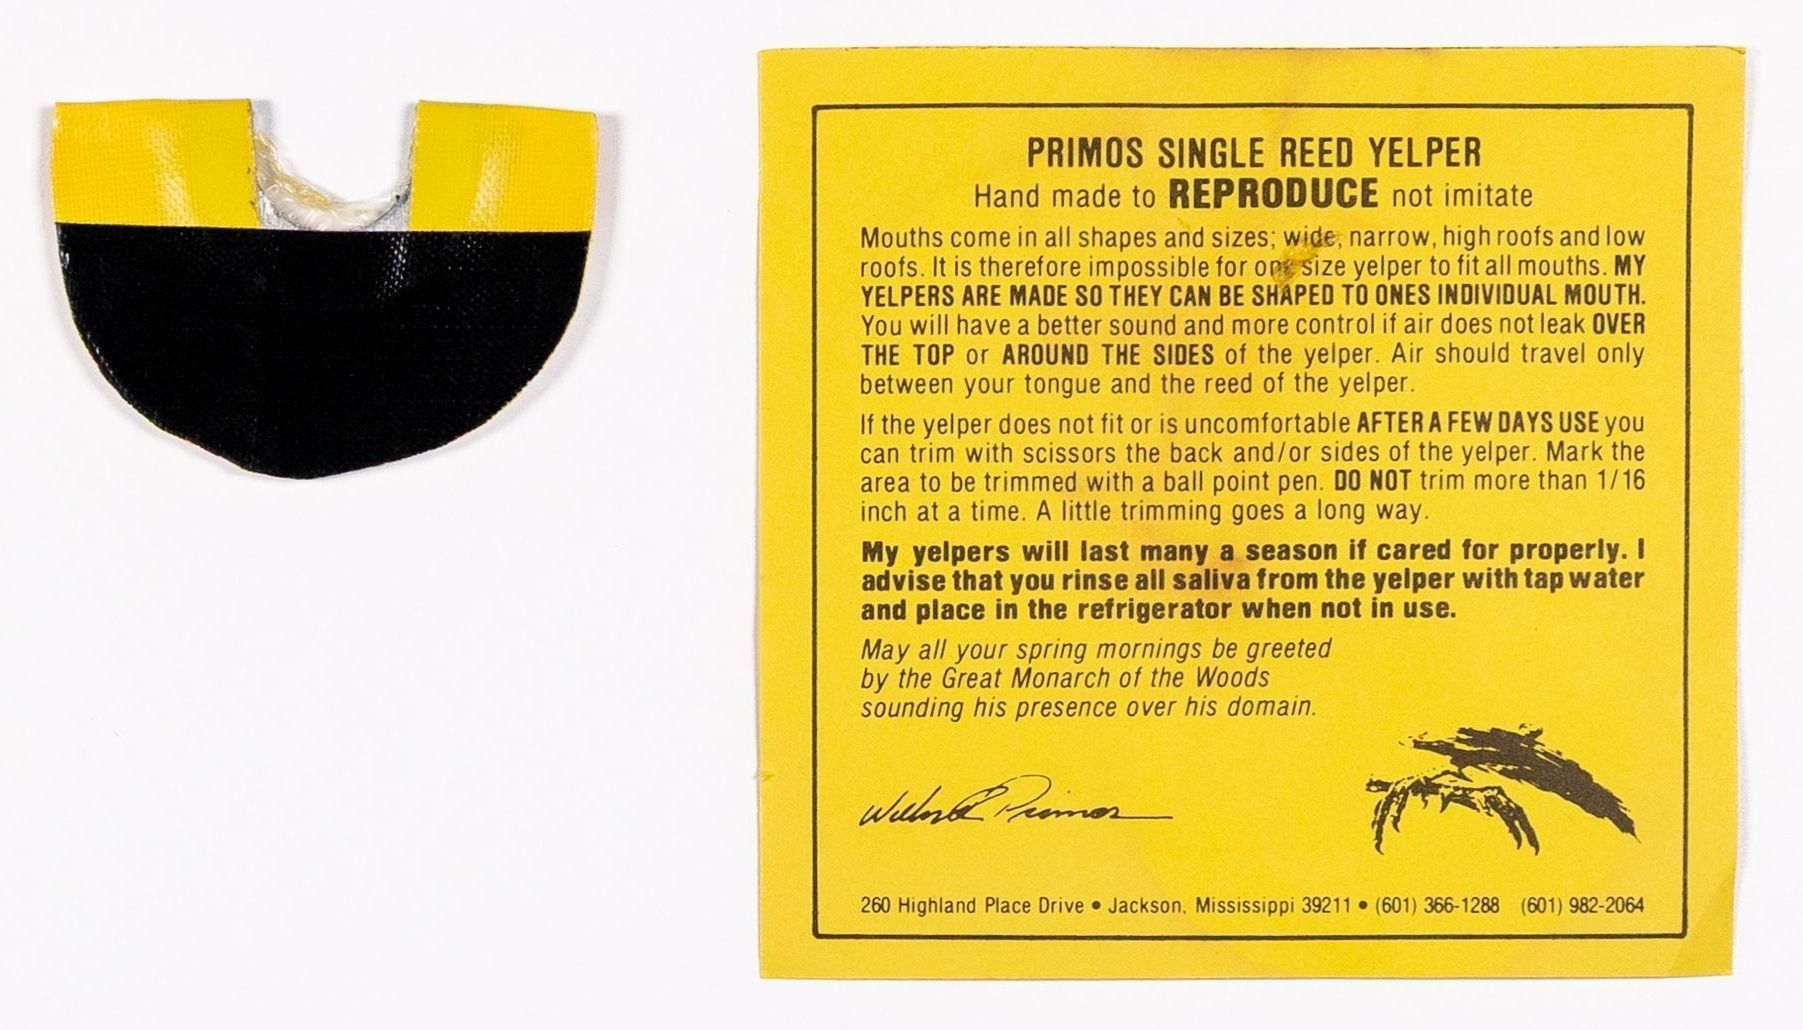 PRIMOS SINGLE REED YELPER
Hand made to REPRODUCE not imitate
Mouths come in all shapes and sizes; wide, narrow, high roofs and low
roofs. It is therefore impossible for one size yelper to fit all mouths. MY
YELPERS ARE MADE SO THEY CAN BE SHAPED TO ONES INDIVIDUAL MOUTH.
You will have a better sound and more control if air does not leak OVER
THE TOP or AROUND THE SIDES of the yelper. Air should travel only
between your tongue and the reed of the yelper.
If the yelper does not fit or is uncomfortable AFTER A FEW DAYS USE you
can trim with scissors the back and/or sides of the yelper. Mark the
area to be trimmed with a ball point pen. DO NOT trim more than 1/16
inch at a time. A little trimming goes a long way.
My yelpers will last many a season if cared for properly. I
advise that you rinse all saliva from the yelper with tap water
and place in the refrigerator when not in use.
May all your spring mornings be greeted
by the Great Monarch of the Woods
sounding his presence over his domain.
Primos
260 Highland Place Drive • Jackson, Mississippi 39211 • (601) 366-1288 (601) 982-2064